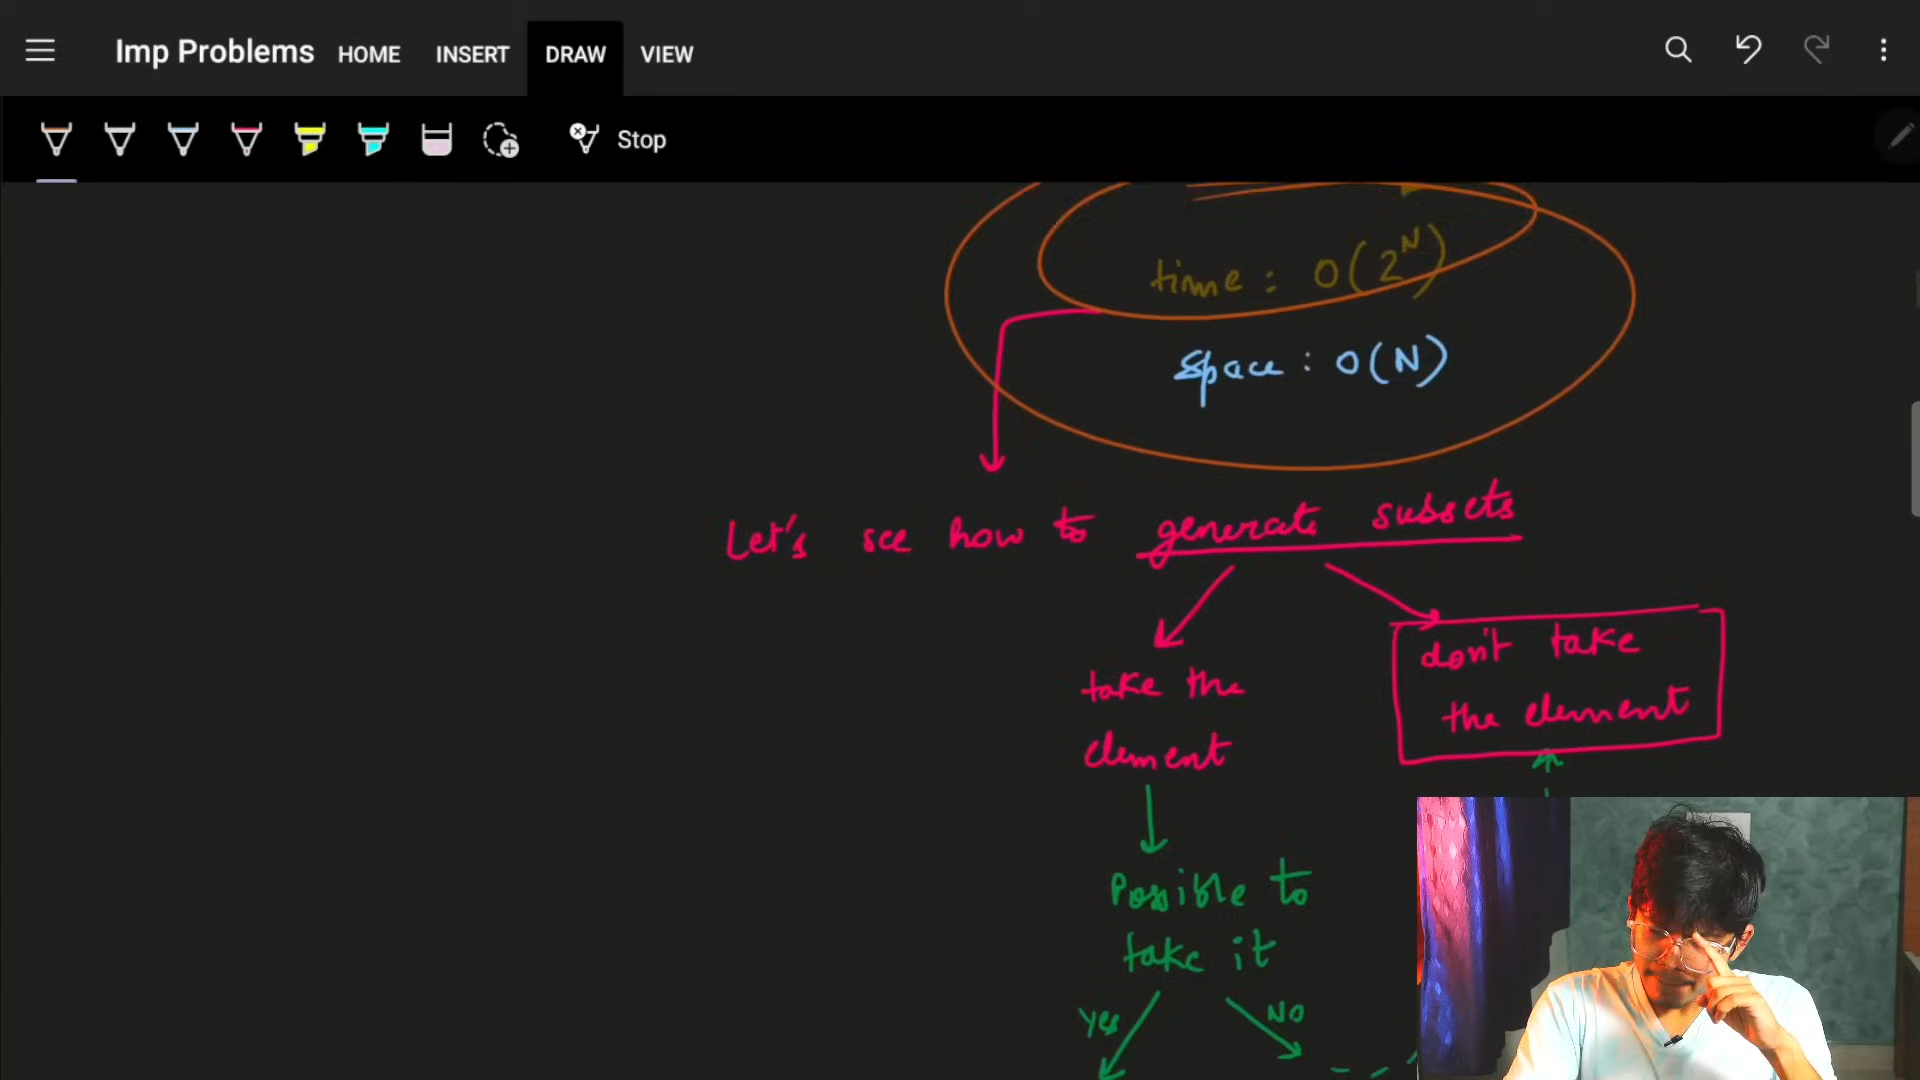 Imp Problems HOME INSERT DRAW VIEW
Stop
time : O(2^N)
space : O(N)
Let's see how to generate subsets
take the
element
don't take
the element
Possible to
take it
Yes
NO